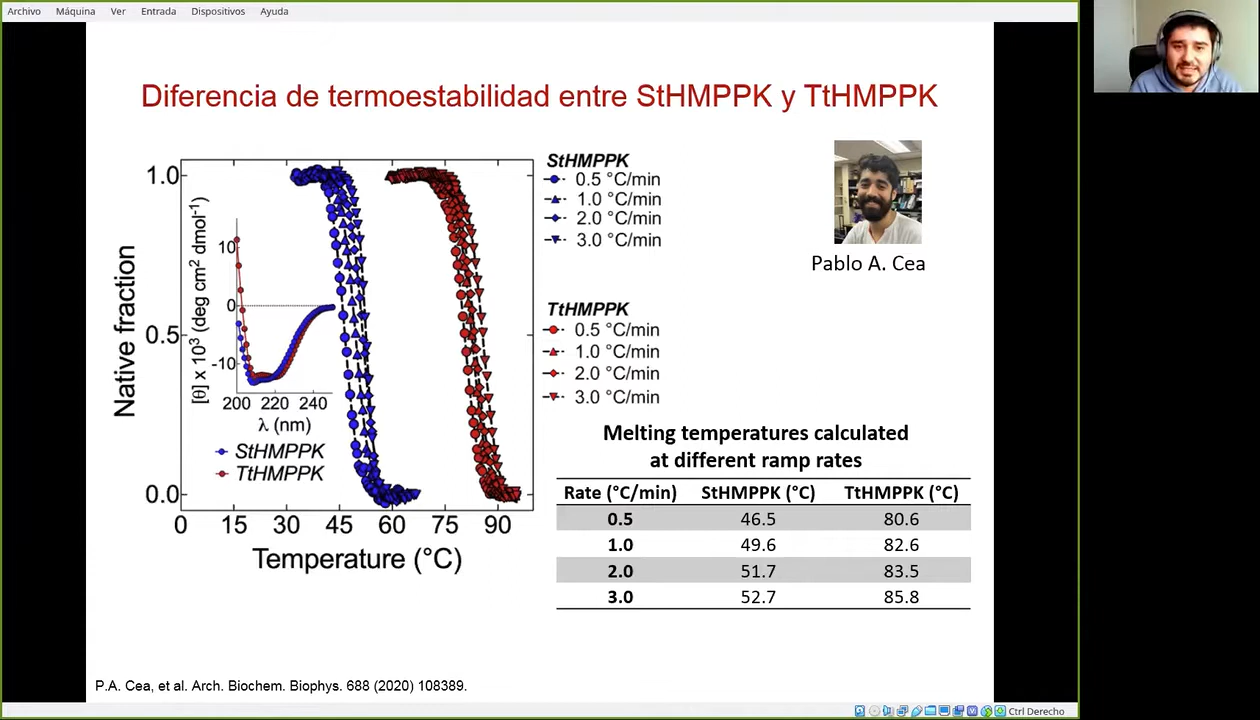 Archivo Máquina Ver Entrada Dispositivos Ayuda
Diferencia de termoestabilidad entre StHMPPK y TtHMPPK
1.0
0.5
0.0
Native fraction
0 15 30 45 60 75 90
Temperature (°C)
[θ] x 10³ (deg cm² dmol⁻¹)
10
0
-10
200 220 240
λ (nm)
StHMPPK
TtHMPPK
StHMPPK
0.5 °C/min
1.0 °C/min
2.0 °C/min
3.0 °C/min
TtHMPPK
0.5 °C/min
1.0 °C/min
2.0 °C/min
3.0 °C/min
Pablo A. Cea
Melting temperatures calculated
at different ramp rates
Rate (°C/min) StHMPPK (°C) TtHMPPK (°C)
0.5 46.5 80.6
1.0 49.6 82.6
2.0 51.7 83.5
3.0 52.7 85.8
P.A. Cea, et al. Arch. Biochem. Biophys. 688 (2020) 108389.
Ctrl Derecho